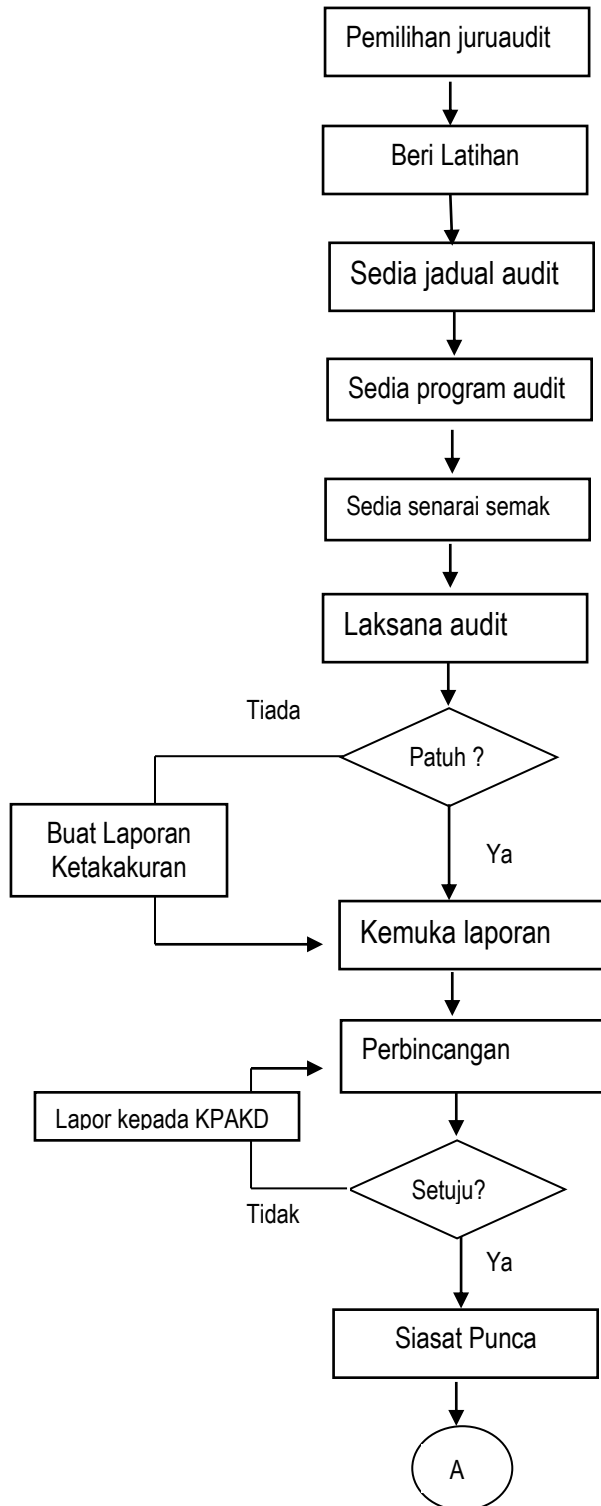 Pemilihan juruaudit
Beri Latihan
Sedia jadual audit
Sedia program audit
Sedia senarai semak
Laksana audit
Tiada
Patuh ?
Buat Laporan
Ketakakuran
Ya
Kemuka laporan
Perbincangan
Lapor kepada KPAKD
Setuju?
Tidak
Ya
Siasat Punca
A